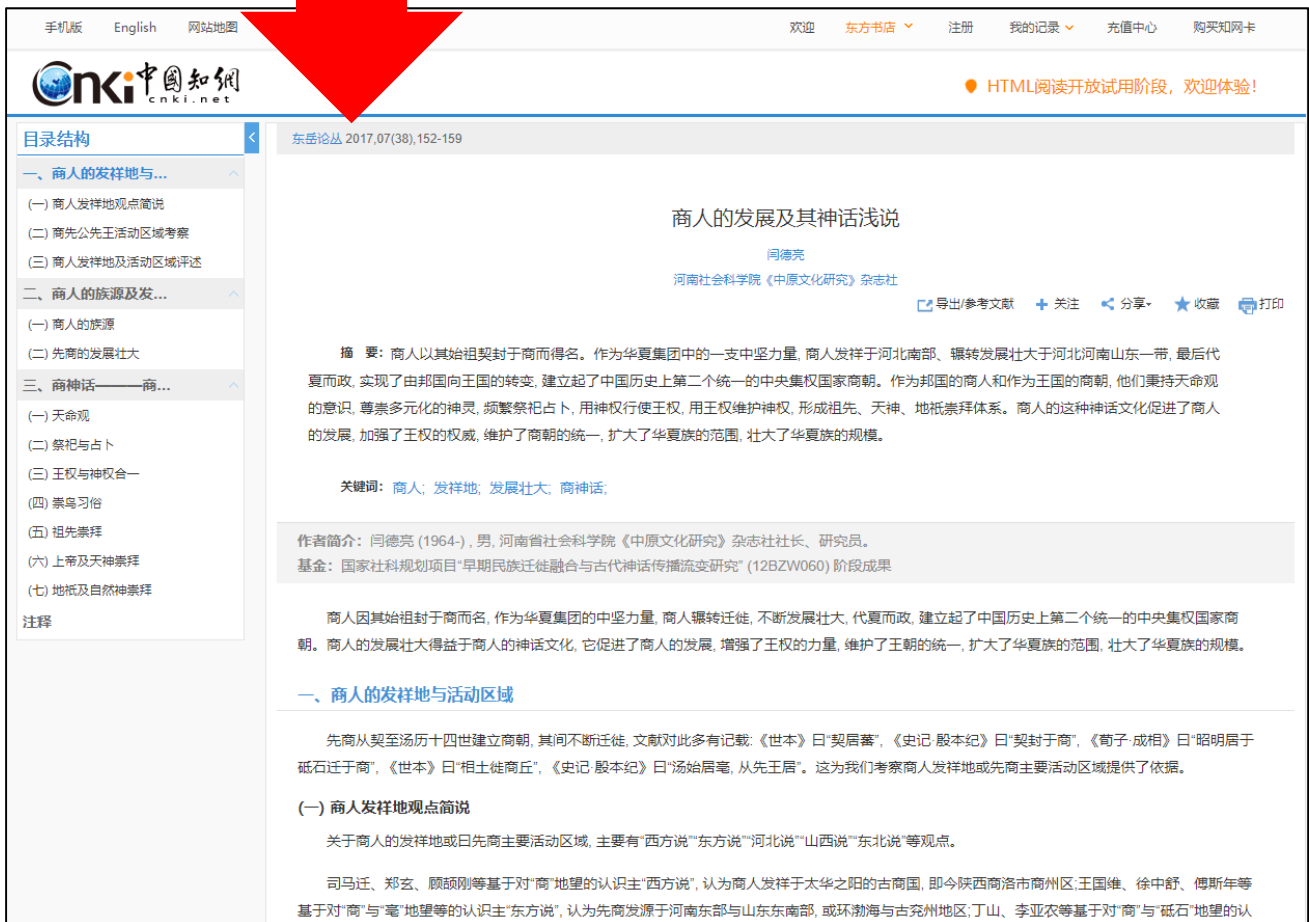 手机版 English 网站地图 欢迎 东方书店 注册 我的记录 充值中心 购买知网卡
Cnki 中國知網
cnki.net
HTML阅读开放试用阶段，欢迎体验!
目录结构
一、商人的发祥地与...
(一) 商人发祥地观点简说
(二) 商先公先王活动区域考察
(三) 商人发祥地及活动区域评述
二、商人的族源及发...
(一) 商人的族源
(二) 先商的发展壮大
三、商神话———商...
(一) 天命观
(二) 祭祀与占卜
(三) 王权与神权合一
(四) 崇鸟习俗
(五) 祖先崇拜
(六) 上帝及天神崇拜
(七) 地祇及自然神崇拜
注释
东岳论丛 2017,07(38),152-159
商人的发展及其神话浅说
闫德亮
河南社会科学院《中原文化研究》杂志社
导出/参考文献 关注 分享 收藏 打印
摘 要：商人以其始祖契封于商而得名。作为华夏集团中的一支中坚力量, 商人发祥于河北南部、辗转发展壮大于河北河南山东一带, 最后代
夏而政, 实现了由邦国向王国的转变, 建立起了中国历史上第二个统一的中央集权国家商朝。作为邦国的商人和作为王国的商朝, 他们秉持天命观
的意识, 尊崇多元化的神灵, 频繁祭祀占卜, 用神权行使王权, 用王权维护神权, 形成祖先、天神、地祇崇拜体系。商人的这种神话文化促进了商人
的发展, 加强了王权的权威, 维护了商朝的统一, 扩大了华夏族的范围, 壮大了华夏族的规模。
关键词：商人; 发祥地; 发展壮大; 商神话;
作者简介：闫德亮 (1964-) , 男, 河南省社会科学院《中原文化研究》杂志社社长、研究员。
基金：国家社科规划项目“早期民族迁徙融合与古代神话传播流变研究” (12BZW060) 阶段成果
商人因其始祖封于商而名, 作为华夏集团的中坚力量, 商人辗转迁徙, 不断发展壮大, 代夏而政, 建立起了中国历史上第二个统一的中央集权国家商
朝。商人的发展壮大得益于商人的神话文化, 它促进了商人的发展, 增强了王权的力量, 维护了王朝的统一, 扩大了华夏族的范围, 壮大了华夏族的规模。
一、商人的发祥地与活动区域
先商从契至汤历十四世建立商朝, 其间不断迁徙, 文献对此多有记载:《世本》曰“契居蕃”, 《史记·殷本纪》曰“契封于商”, 《荀子·成相》曰“昭明居于
砥石迁于商”, 《世本》曰“相土徙商丘”, 《史记·殷本纪》曰“汤始居亳, 从先王居”。这为我们考察商人发祥地或先商主要活动区域提供了依据。
(一) 商人发祥地观点简说
关于商人的发祥地或曰先商主要活动区域, 主要有“西方说”“东方说”“河北说”“山西说”“东北说”等观点。
司马迁、郑玄、顾颉刚等基于对“商”地望的认识主“西方说”, 认为商人发祥于太华之阳的古商国, 即今陕西商洛市商州区;王国维、徐中舒、傅斯年等
基于对“商”与“亳”地望等的认识主“东方说”, 认为先商发源于河南东部与山东东南部, 或环渤海与古兖州地区;丁山、李亚农等基于对“商”与“砥石”地望的认